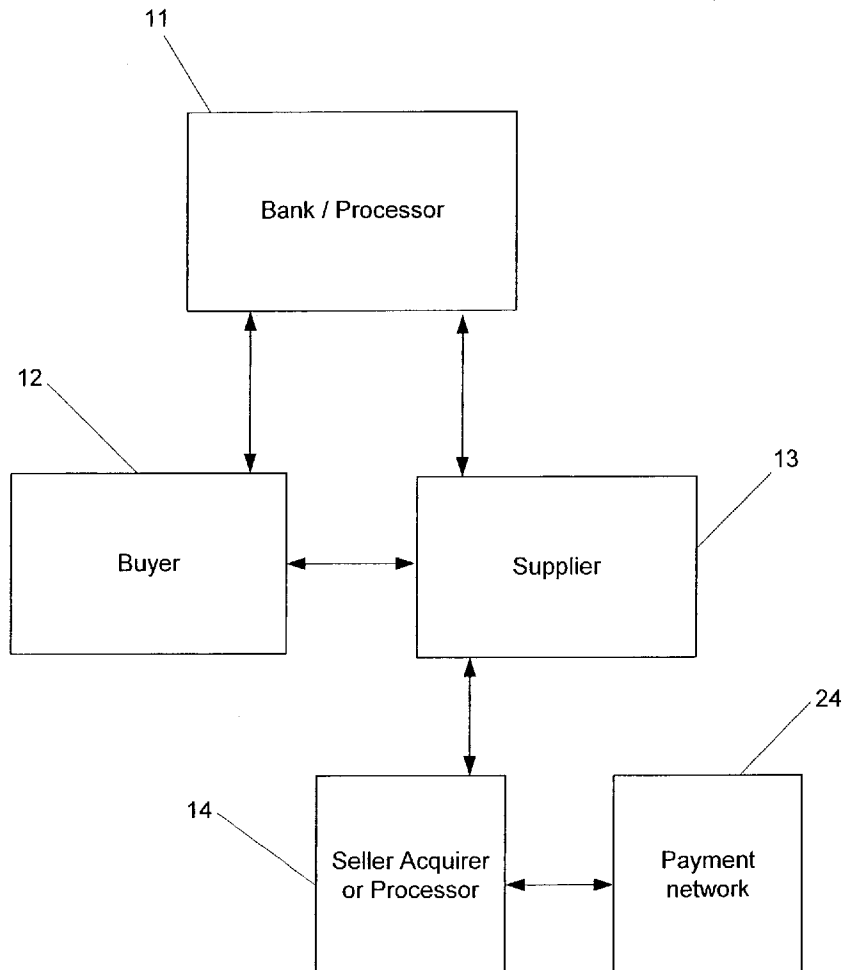 11
Bank / Processor
12
13
Buyer
Supplier
24
14
Seller Acquirer
or Processor
Payment
network